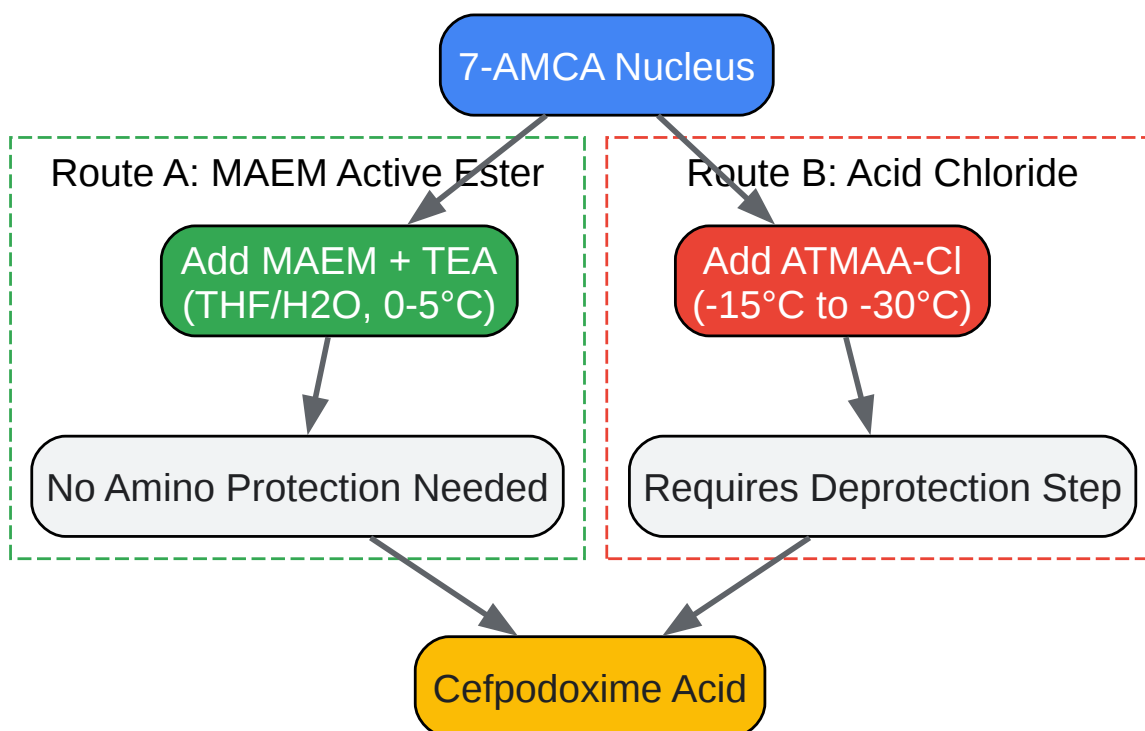 7-AMCA Nucleus
Route A: MAEM Active Ester
Route B: Acid Chloride
Add MAEM + TEA
(THF/H2O, 0-5°C)
Add ATMAA-Cl
(-15°C to -30°C)
No Amino Protection Needed
Requires Deprotection Step
Cefpodoxime Acid